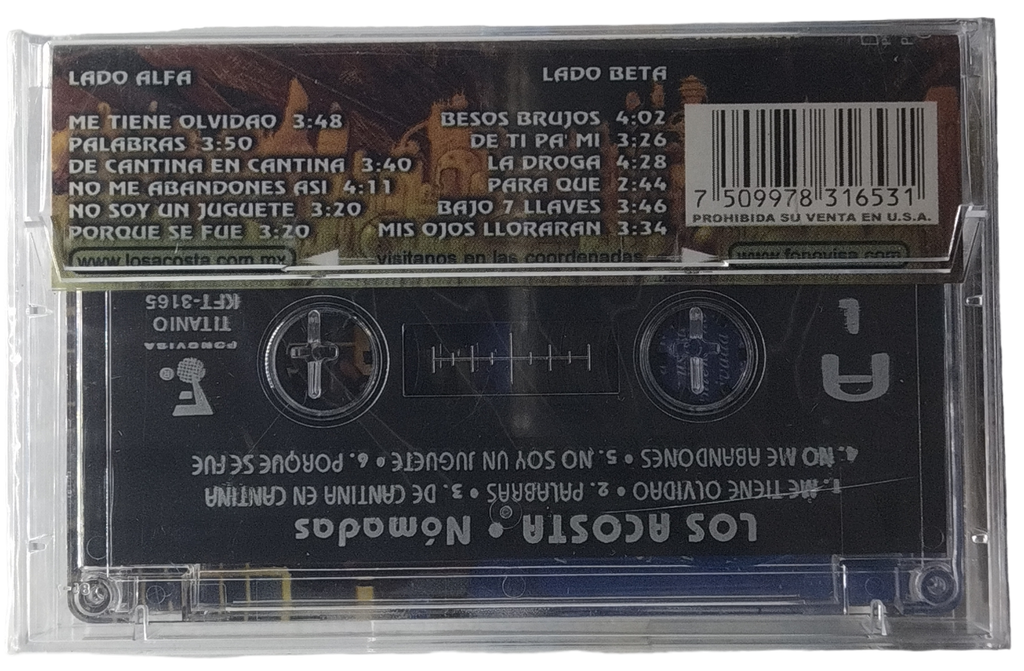 LADO ALFA
ME TIENE OLVIDAO 3:48
PALABRAS 3:50
DE CANTINA EN CANTINA 3:40
NO ME ABANDONES ASI 4:11
NO SOY UN JUGUETE 3:20
PORQUE SE FUE 3:20
LADO BETA
BESOS BRUJOS 4:02
DE TI PA' MI 3:26
LA DROGA 4:28
PARA QUE 2:44
BAJO 7 LLAVES 3:46
MIS OJOS LLORARAN 3:34
7 509978 316531
PROHIBIDA SU VENTA EN U.S.A.
www.losacosta.com.mx
visitanos en las coordenadas
www.fonovisa.com
LOS ACOSTA • Nómadas
1. ME TIENE OLVIDAO • 2. PALABRAS • 3. DE CANTINA EN CANTINA
4. NO ME ABANDONES • 5. NO SOY UN JUGUETE • 6. PORQUE SE FUE
A
1
FONOVISA
TITANIO
KFT-3165